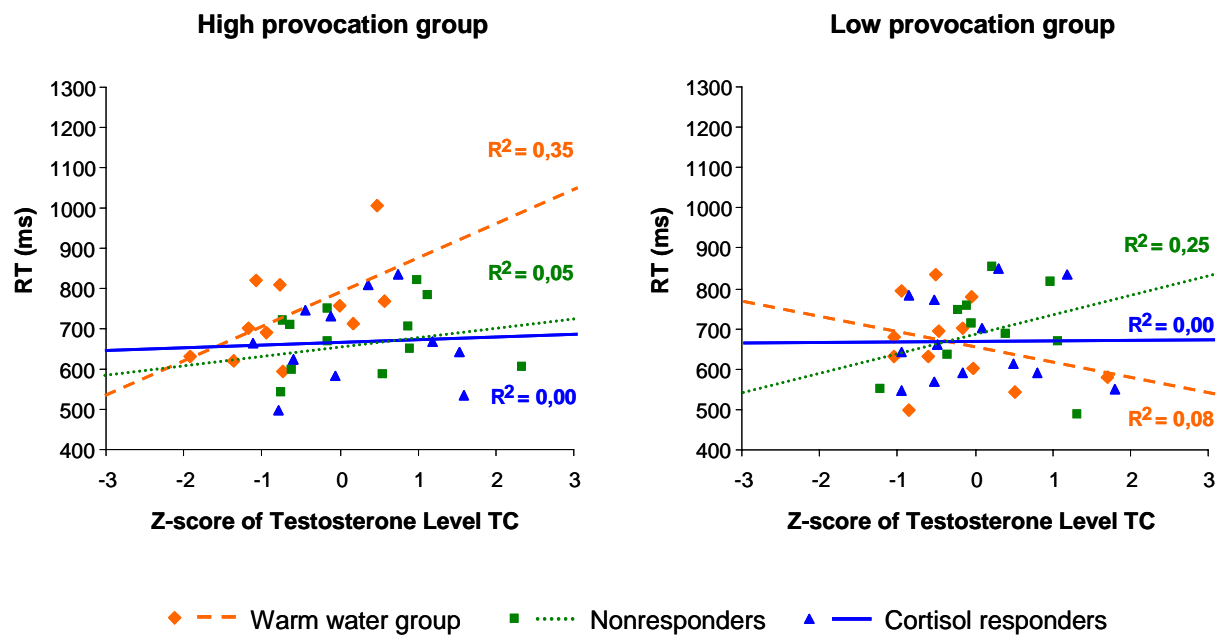 High provocation group
Low provocation group
1300
1200
1100
1000
900
800
700
600
500
400
RT (ms)
-3 -2 -1 0 1 2 3
Z-score of Testosterone Level TC
R² = 0,35
R² = 0,05
R² = 0,00
1300
1200
1100
1000
900
800
700
600
500
400
RT (ms)
-3 -2 -1 0 1 2 3
Z-score of Testosterone Level TC
R² = 0,25
R² = 0,00
R² = 0,08
Warm water group
Nonresponders
Cortisol responders